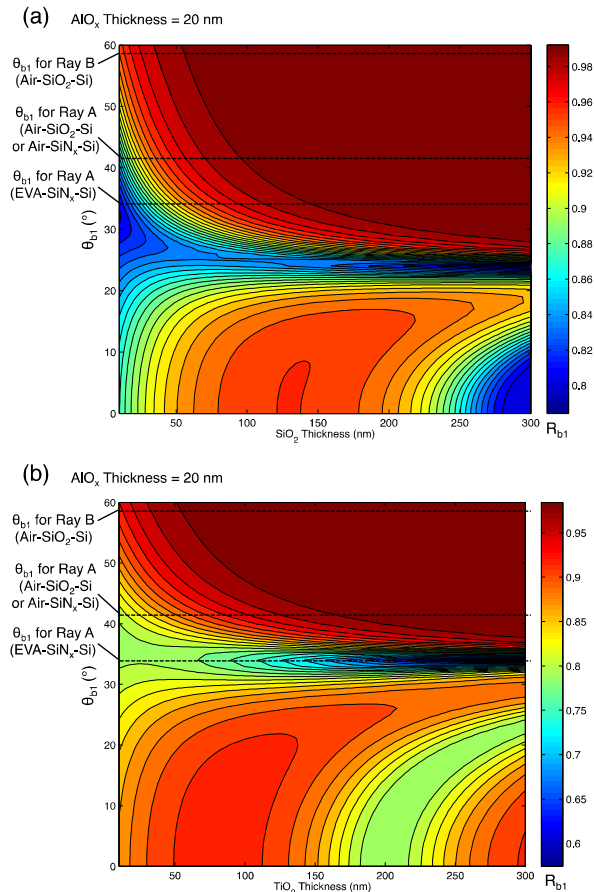 (a) AlOₓ Thickness = 20 nm
θb1 for Ray B
(Air-SiO₂-Si)
θb1 for Ray A
(Air-SiO₂-Si
or Air-SiNₓ-Si)
θb1 for Ray A
(EVA-SiNₓ-Si)
θb1 (°)
60
50
40
30
20
10
0
50
100
150
200
250
300
SiO₂ Thickness (nm)
0.98
0.96
0.94
0.92
0.9
0.88
0.86
0.84
0.82
0.8
Rb1
(b) AlOₓ Thickness = 20 nm
θb1 for Ray B
(Air-SiO₂-Si)
θb1 for Ray A
(Air-SiO₂-Si
or Air-SiNₓ-Si)
θb1 for Ray A
(EVA-SiNₓ-Si)
θb1 (°)
60
50
40
30
20
10
0
50
100
150
200
250
300
TiO₂ Thickness (nm)
0.95
0.9
0.85
0.8
0.75
0.7
0.65
0.6
Rb1